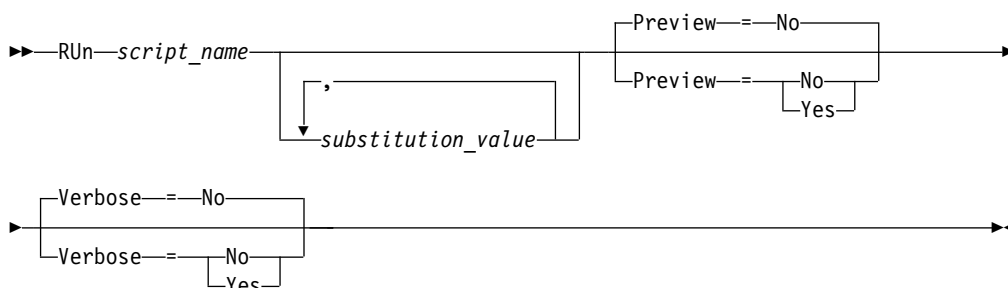 Preview = No
RUn script_name
Preview = No
Yes
,
substitution_value
Verbose = No
Verbose = No
Yes